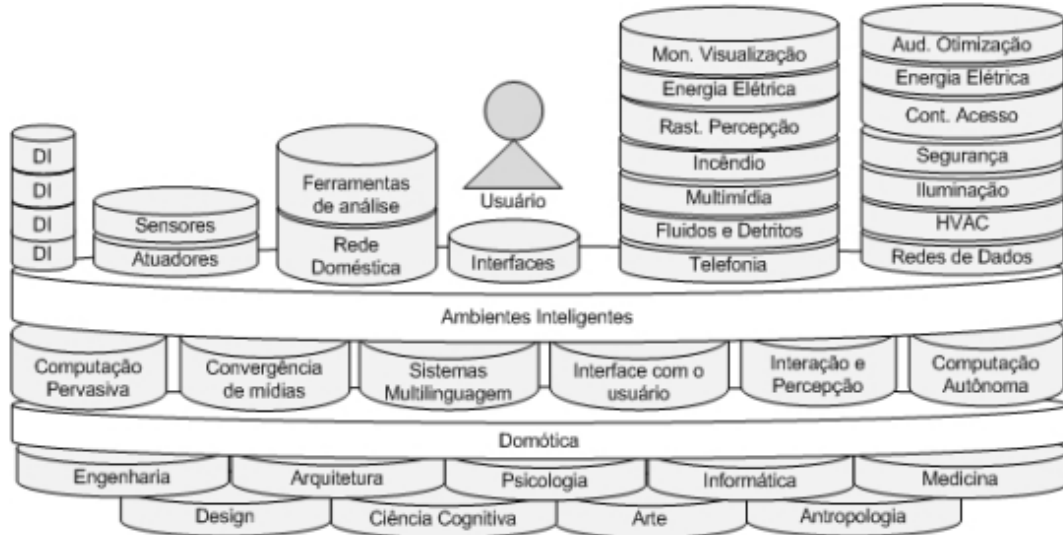 DI
DI
DI
DI
Sensores
Atuadores
Ferramentas
de análise
Rede
Doméstica
Usuário
Interfaces
Mon. Visualização
Energia Elétrica
Rast. Percepção
Incêndio
Multimídia
Fluidos e Detritos
Telefonia
Aud. Otimização
Energia Elétrica
Cont. Acesso
Segurança
Iluminação
HVAC
Redes de Dados
Ambientes Inteligentes
Computação
Pervasiva
Convergência
de mídias
Sistemas
Multilinguagem
Interface com o
usuário
Interação e
Percepção
Computação
Autônoma
Domótica
Engenharia
Arquitetura
Psicologia
Informática
Medicina
Design
Ciência Cognitiva
Arte
Antropologia